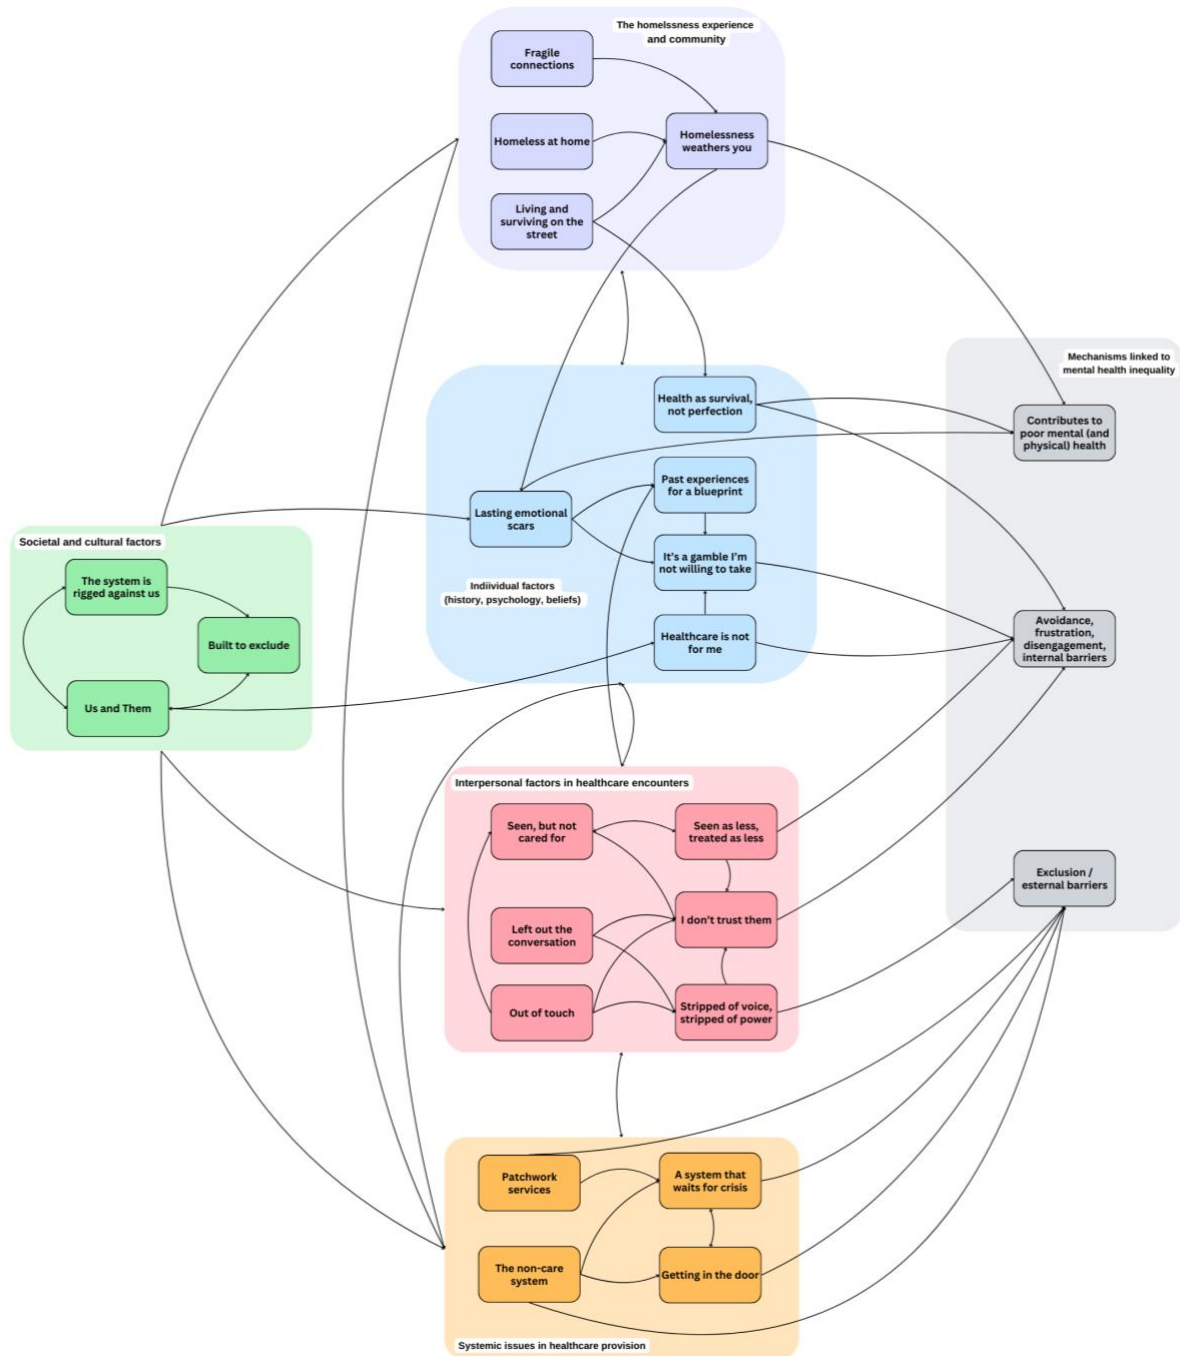 The homelssness experience
and community
Fragile
connections
Homeless at home
Homelessness
weathers you
Living and
surviving on the
street
Mechanisms linked to
mental health inequality
Health as survival,
not perfection
Contributes to
poor mental (and
physical) health
Past experiences
for a blueprint
Lasting emotional
scars
It's a gamble I'm
not willing to take
Indiividual factors
(history, psychology, beliefs)
Healthcare is not
for me
Societal and cultural factors
The system is
rigged against us
Built to exclude
Us and Them
Avoidance,
frustration,
disengagement,
internal barriers
Interpersonal factors in healthcare encounters
Seen, but not
cared for
Seen as less,
treated as less
Left out the
conversation
I don't trust them
Out of touch
Stripped of voice,
stripped of power
Exclusion /
esternal barriers
Patchwork
services
A system that
waits for crisis
The non-care
system
Getting in the door
Systemic issues in healthcare provision